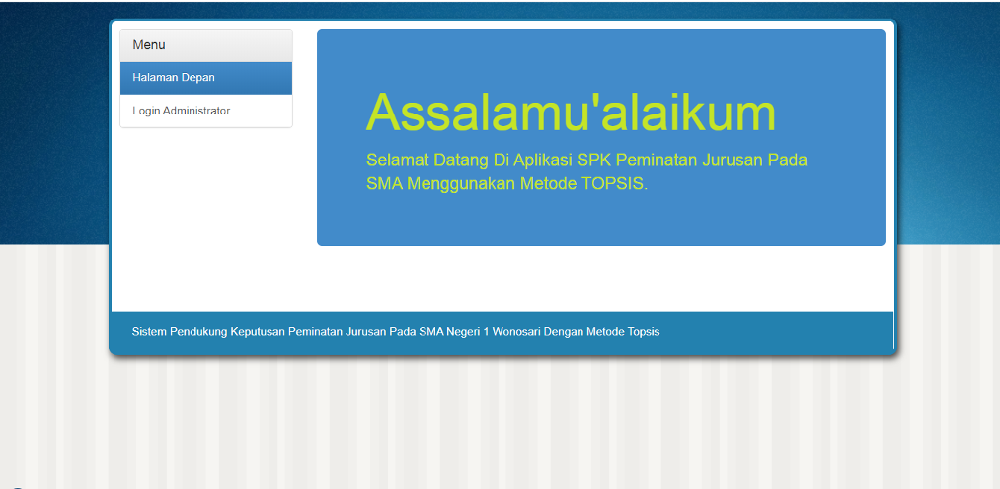 Menu
Halaman Depan
Login Administrator
Assalamu'alaikum
Selamat Datang Di Aplikasi SPK Peminatan Jurusan Pada
SMA Menggunakan Metode TOPSIS.
Sistem Pendukung Keputusan Peminatan Jurusan Pada SMA Negeri 1 Wonosari Dengan Metode Topsis